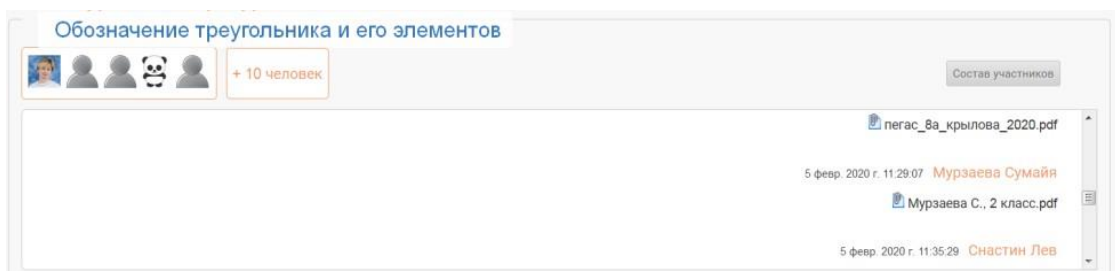 Обозначение треугольника и его элементов
+ 10 человек
Состав участников
пегас_8а_крылова_2020.pdf
5 февр. 2020 г. 11:29:07 Мурзаева Сумайя
Мурзаева С., 2 класс.pdf
5 февр. 2020 г. 11:35:29 Снастин Лев